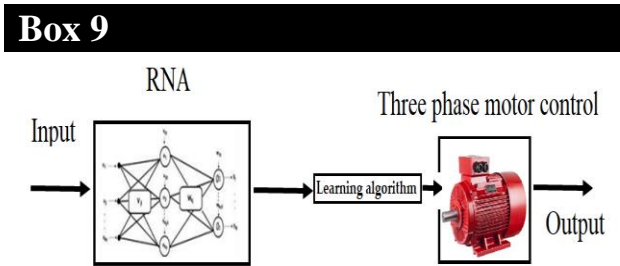 Box 9
RNA
Three phase motor control
Input
Learning algorithm
Output